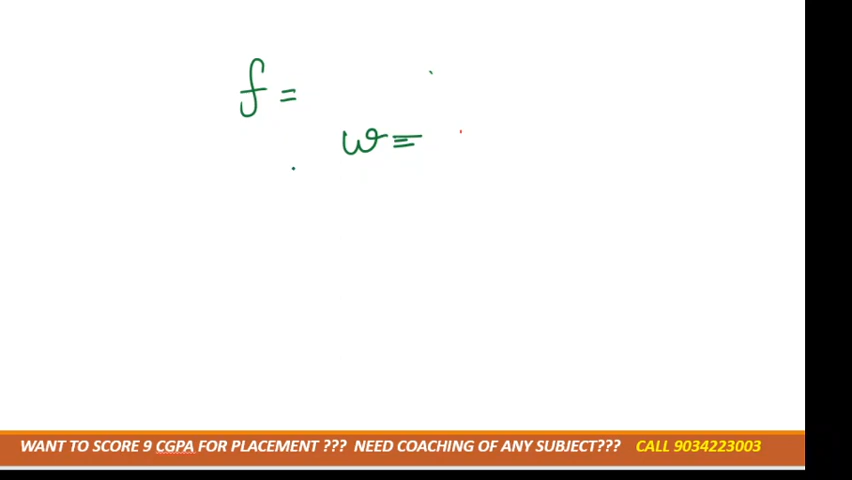 f =
w =
WANT TO SCORE 9 CGPA FOR PLACEMENT ??? NEED COACHING OF ANY SUBJECT??? CALL 9034223003